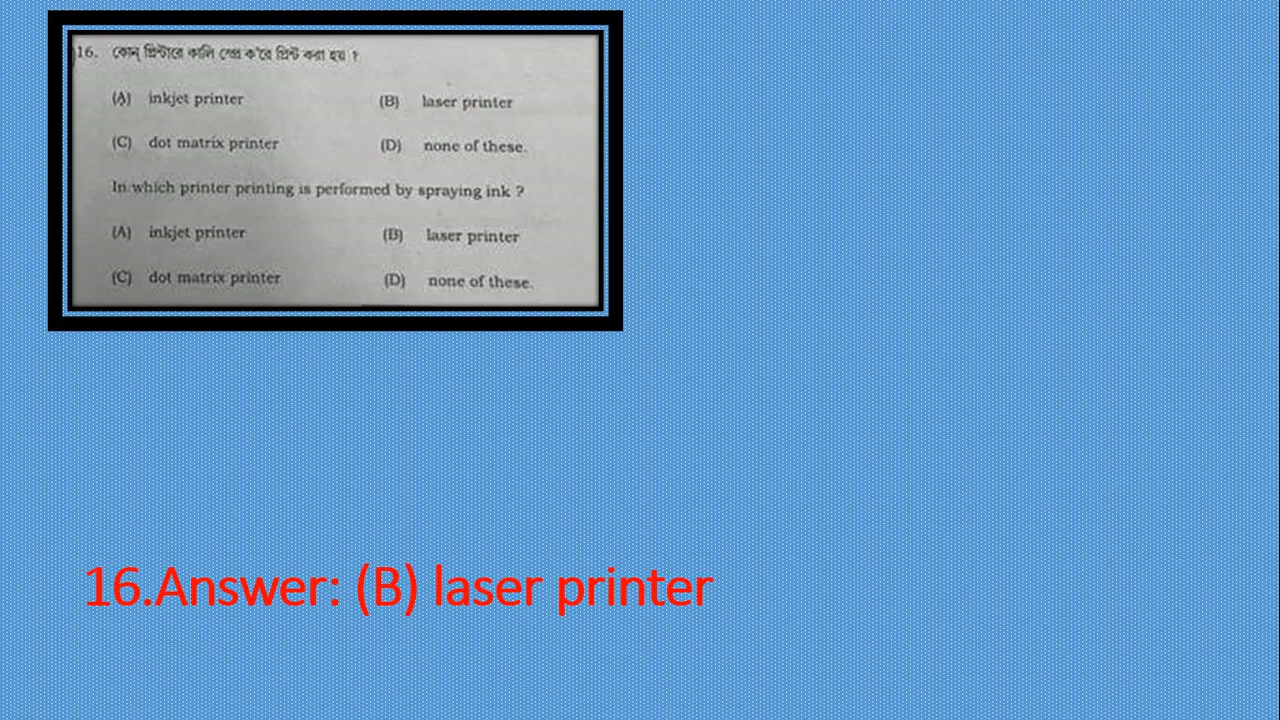 16. কোন্ প্রিন্টারে কালি স্প্রে ক'রে প্রিন্ট করা হয় ?
(A) inkjet printer (B) laser printer
(C) dot matrix printer (D) none of these.
In which printer printing is performed by spraying ink ?
(A) inkjet printer (B) laser printer
(C) dot matrix printer (D) none of these.
16.Answer: (B) laser printer